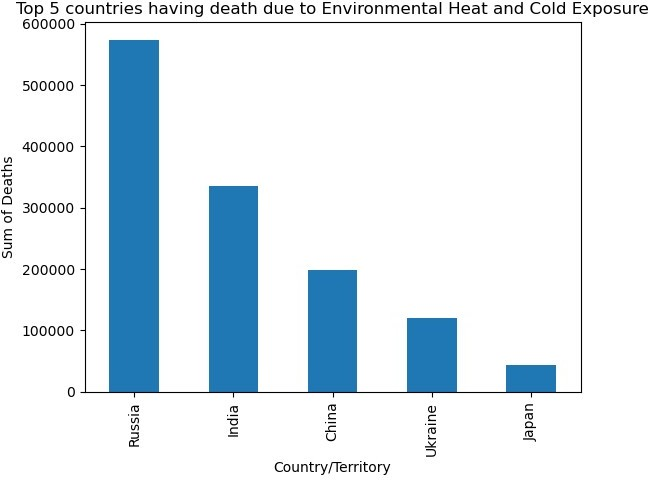 Top 5 countries having death due to Environmental Heat and Cold Exposure
600000
500000
400000
300000
200000
100000
0
Sum of Deaths
Russia
India
China
Ukraine
Japan
Country/Territory